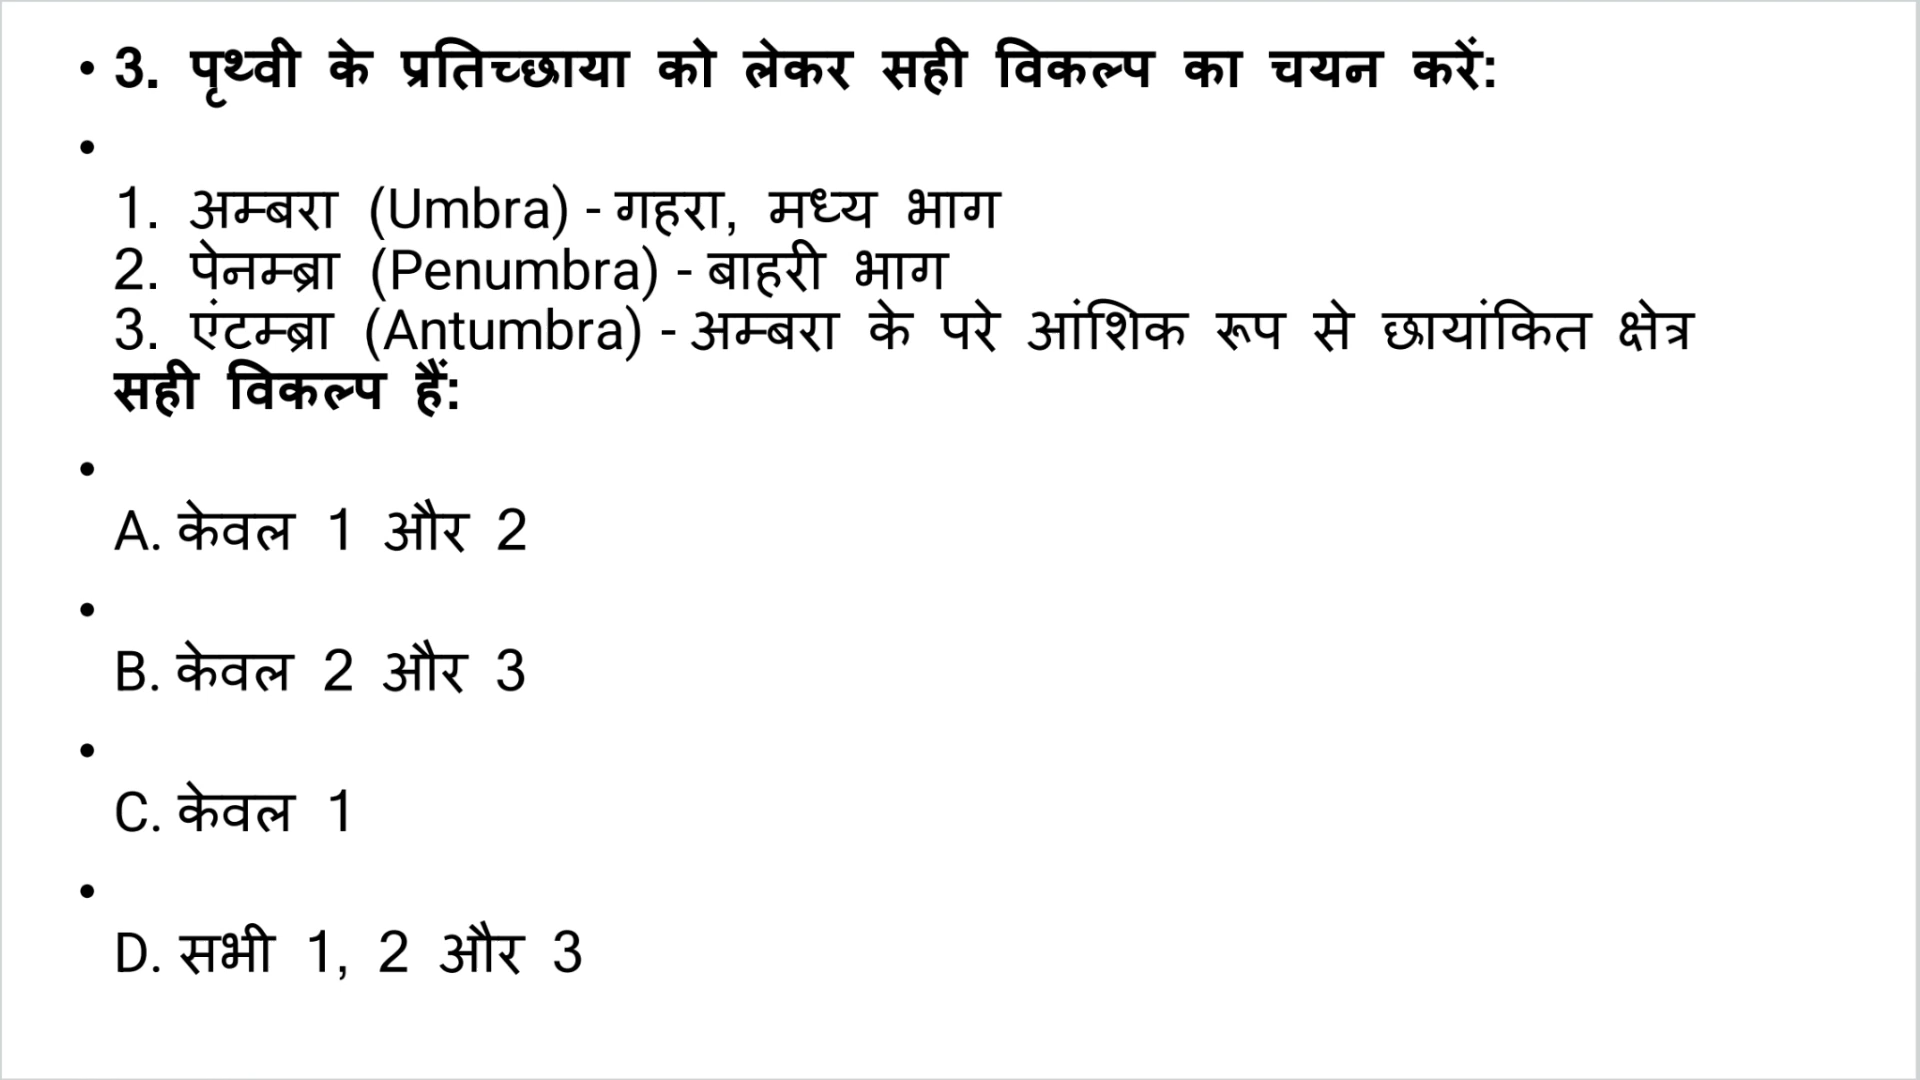 • 3. पृथ्वी के प्रतिच्छाया को लेकर सही विकल्प का चयन करें:
•
1. अम्बरा (Umbra) - गहरा, मध्य भाग
2. पेनम्ब्रा (Penumbra) - बाहरी भाग
3. एंटम्ब्रा (Antumbra) - अम्बरा के परे आंशिक रूप से छायांकित क्षेत्र
सही विकल्प हैं:
•
A. केवल 1 और 2
•
B. केवल 2 और 3
•
C. केवल 1
•
D. सभी 1, 2 और 3